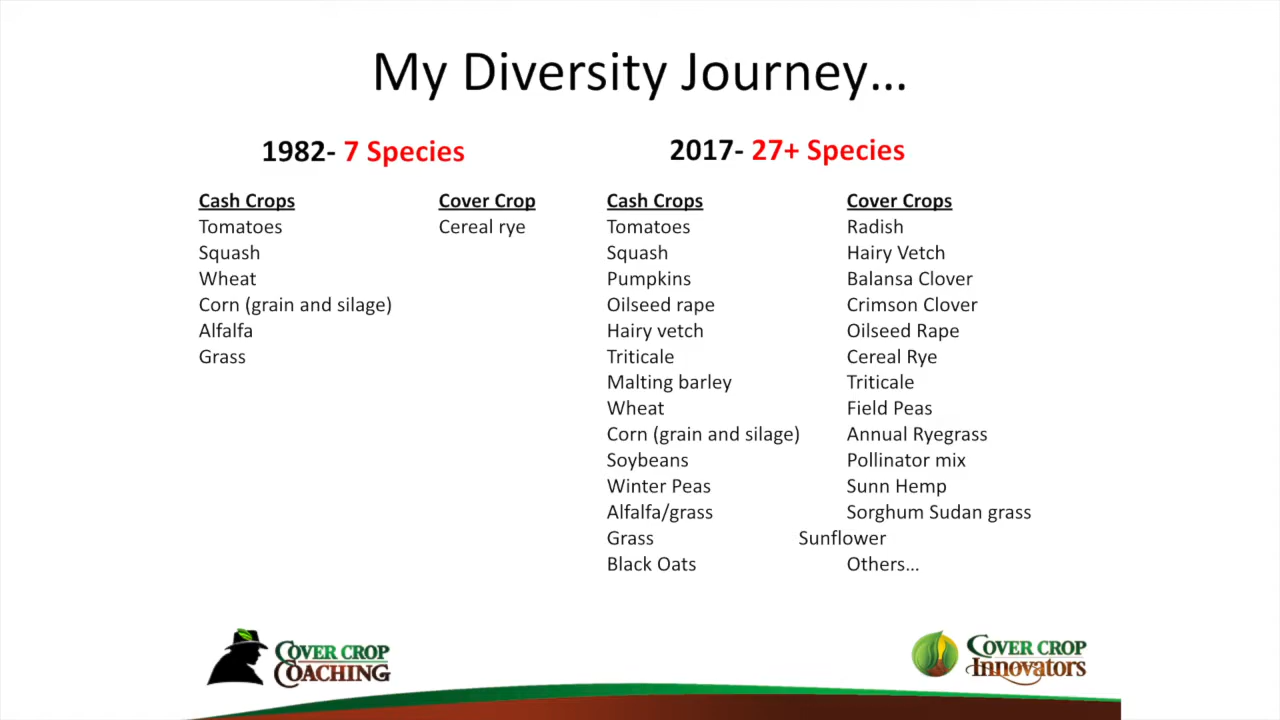 My Diversity Journey...
1982- 7 Species
Cash Crops
Tomatoes
Squash
Wheat
Corn (grain and silage)
Alfalfa
Grass
Cover Crop
Cereal rye
2017- 27+ Species
Cash Crops
Tomatoes
Squash
Pumpkins
Oilseed rape
Hairy vetch
Triticale
Malting barley
Wheat
Corn (grain and silage)
Soybeans
Winter Peas
Alfalfa/grass
Grass
Black Oats
Cover Crops
Radish
Hairy Vetch
Balansa Clover
Crimson Clover
Oilseed Rape
Cereal Rye
Triticale
Field Peas
Annual Ryegrass
Pollinator mix
Sunn Hemp
Sorghum Sudan grass
Sunflower
Others...
COVER CROP
COACHING
COVER CROP
Innovators